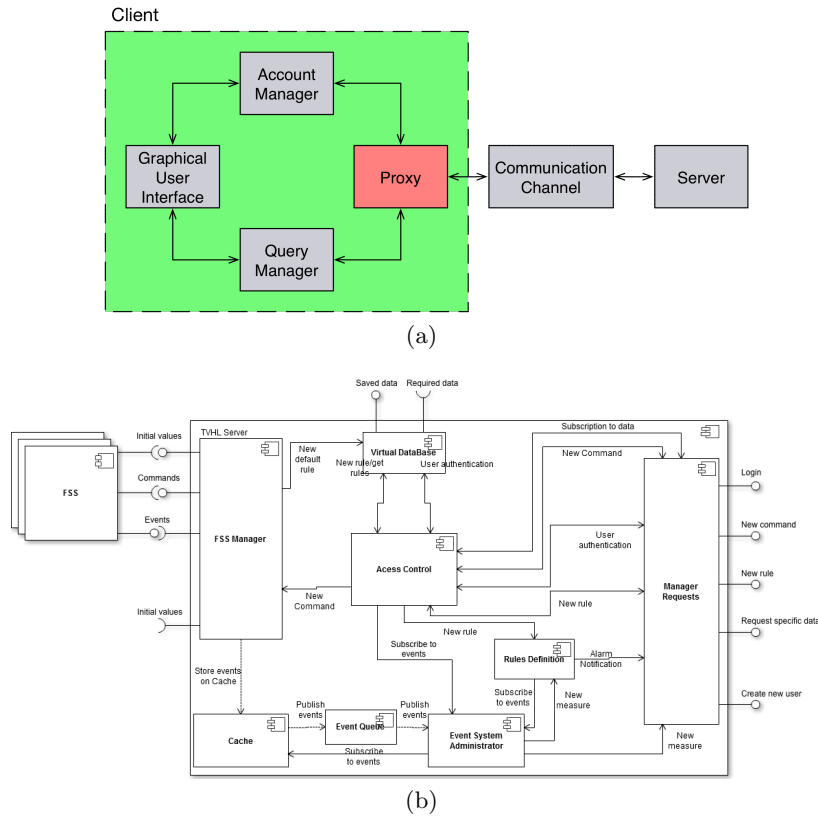 Client
Account
Manager
Graphical
User
Interface
Proxy
Communication
Channel
Server
Query
Manager
(a)
Saved data
Required data
Initial values
TVHL Server
Subscription to data
New
default
rule
Virtual DataBase
New Command
New rule/get
rules
User authentication
Login
Commands
FSS
Events
New command
FSS Manager
User
authentication
Acess Control
New rule
Manager
Requests
New
Command
New rule
Initial values
Request specific data
New rule
Subscribe to
events
Rules Definition
Alarm
Notification
Store events
on Cache
Subscribe
to events
New
measure
Create new user
Publish
events
Publish
events
Event Queue
Cache
Event System
Administrator
New
measure
Subscribe
to events
(b)